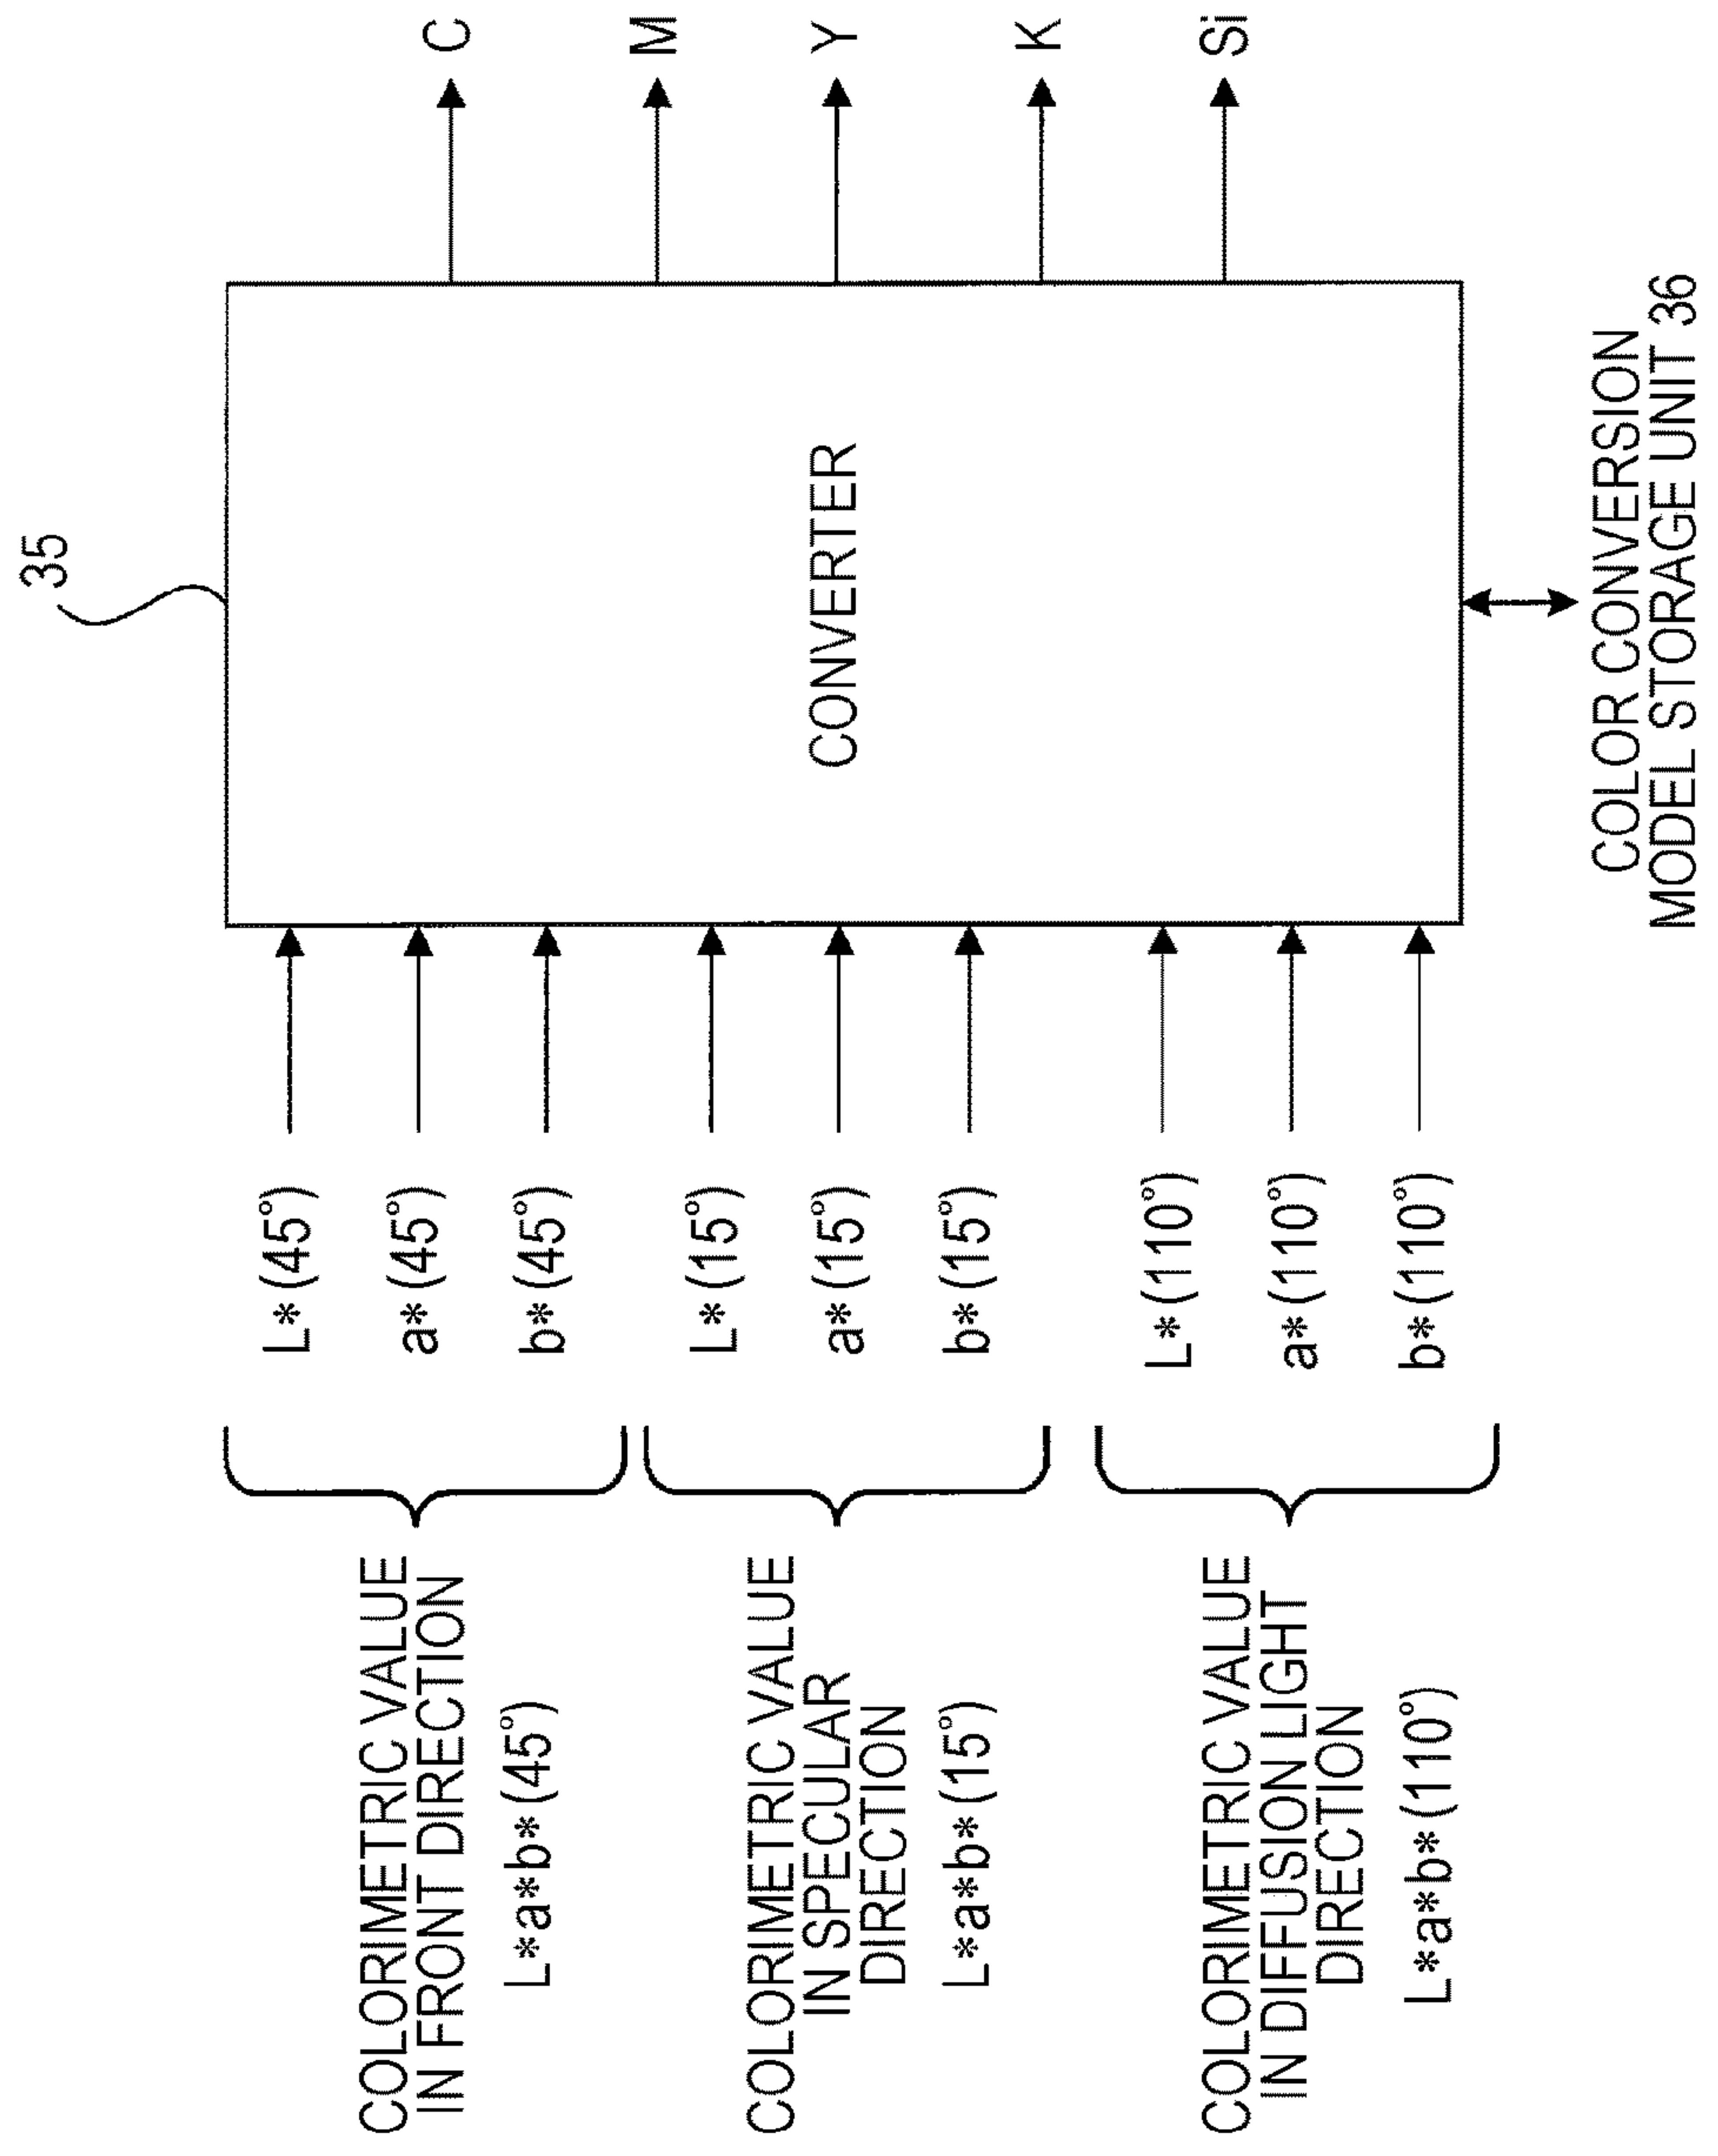 35
COLORIMETRIC VALUE
IN FRONT DIRECTION
L*a*b* (45°)
L* (45°)
a* (45°)
b* (45°)
COLORIMETRIC VALUE
IN SPECULAR
DIRECTION
L*a*b* (15°)
L* (15°)
a* (15°)
b* (15°)
COLORIMETRIC VALUE
IN DIFFUSION LIGHT
DIRECTION
L*a*b* (110°)
L* (110°)
a* (110°)
b* (110°)
CONVERTER
C
M
Y
K
Si
COLOR CONVERSION
MODEL STORAGE UNIT 36